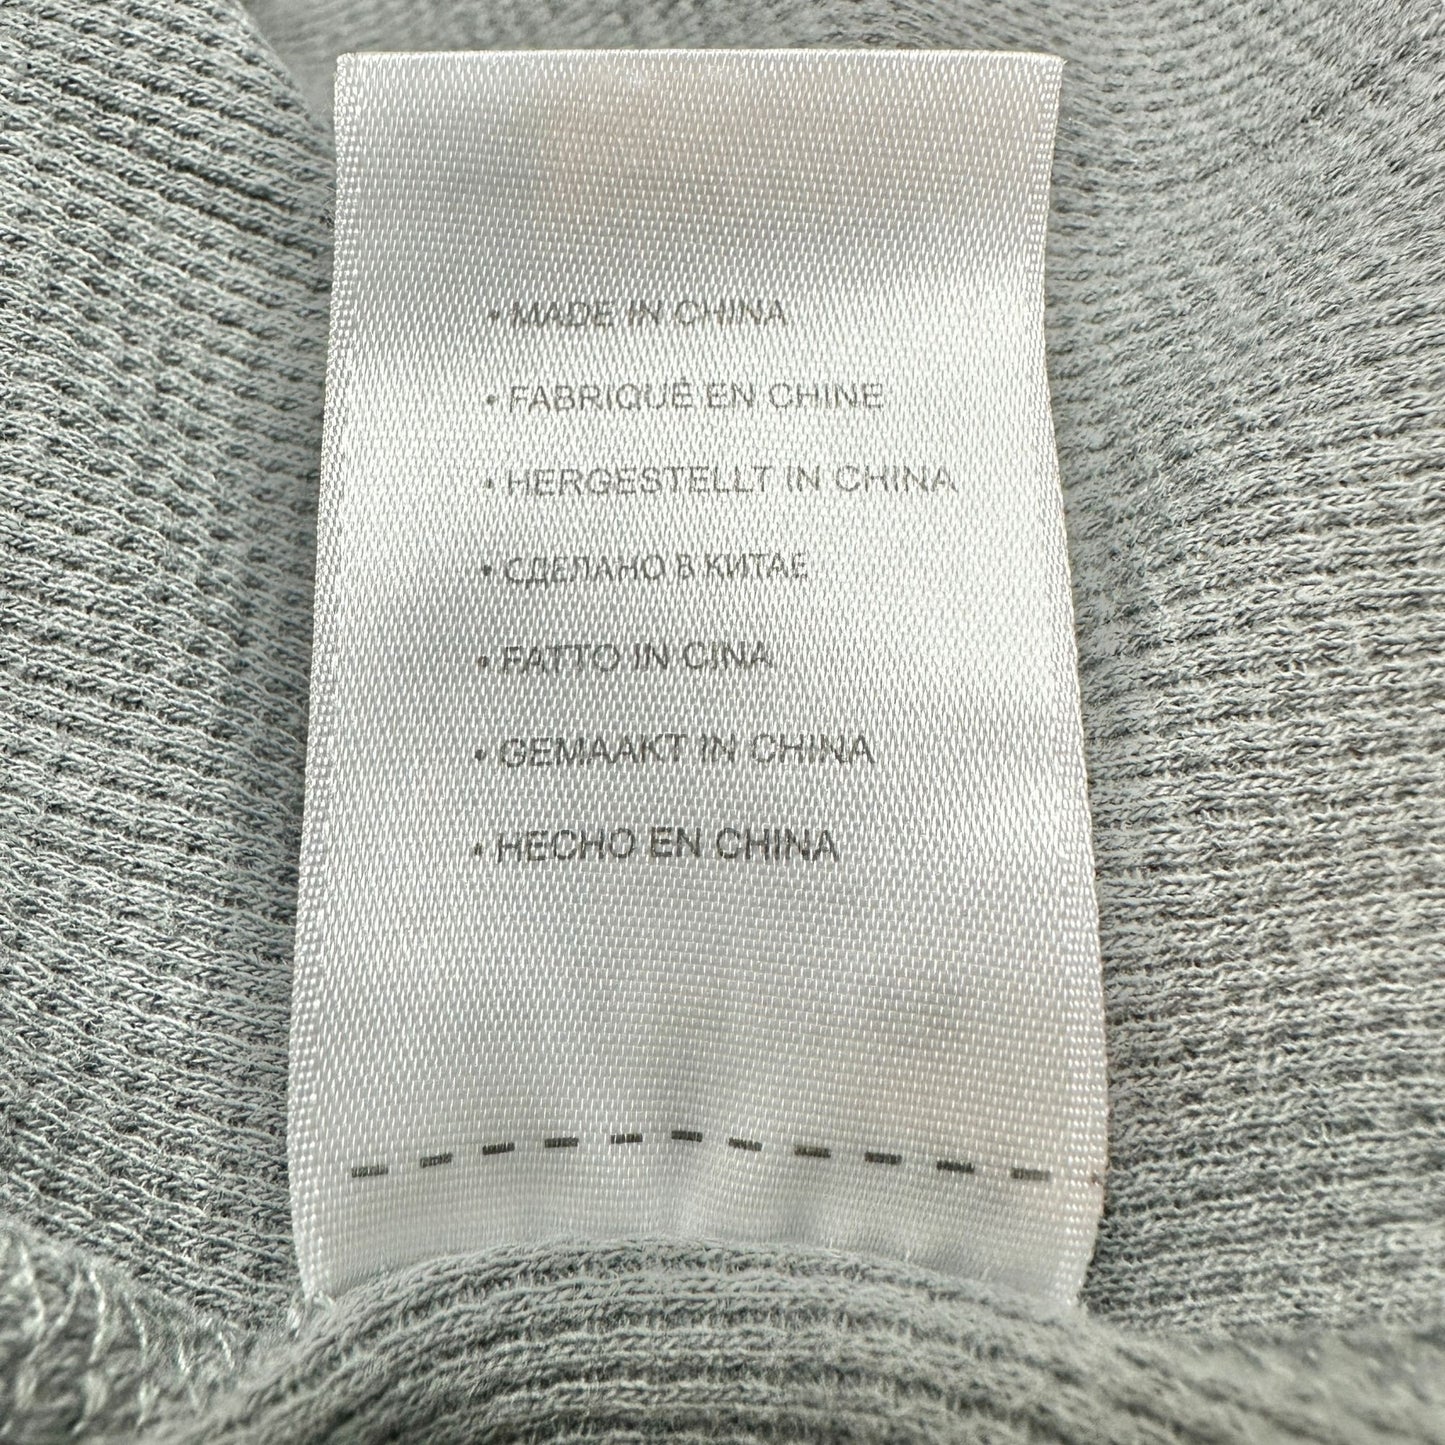 • MADE IN CHINA
• FABRIQUÉ EN CHINE
• HERGESTELLT IN CHINA
• СДЕЛАНО В КИТАЕ
• FATTO IN CINA
• GEMAAKT IN CHINA
• HECHO EN CHINA